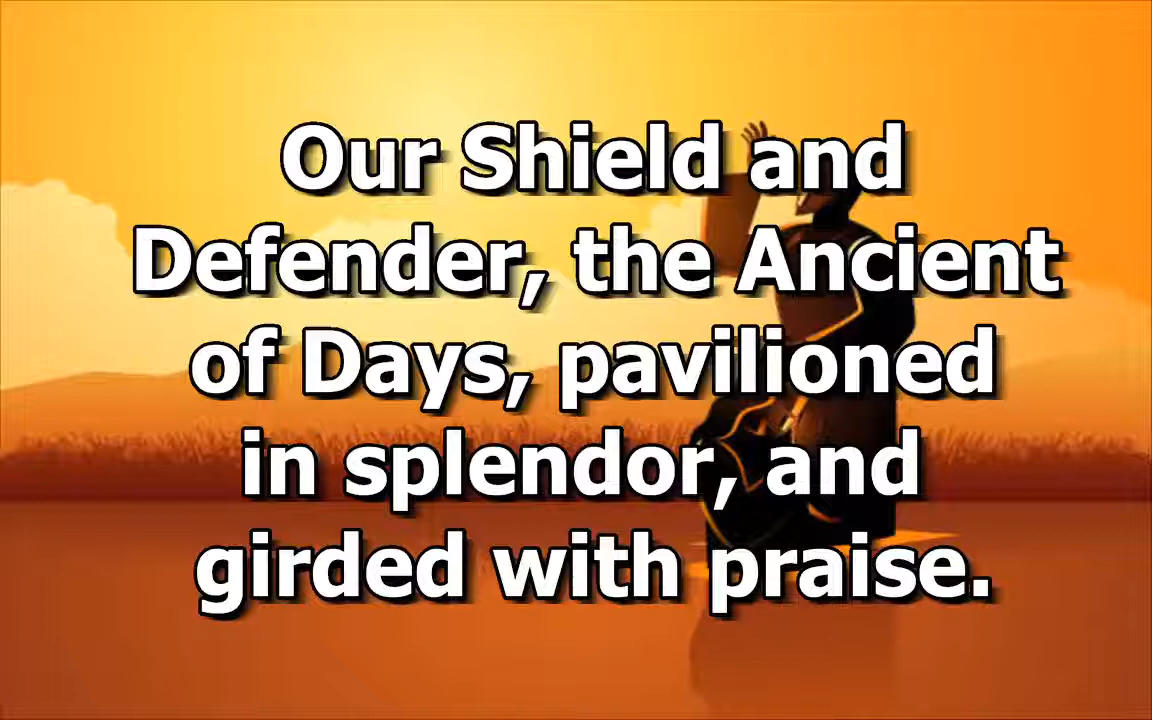 Our Shield and
Defender, the Ancient
of Days, pavilioned
in splendor, and
girded with praise.